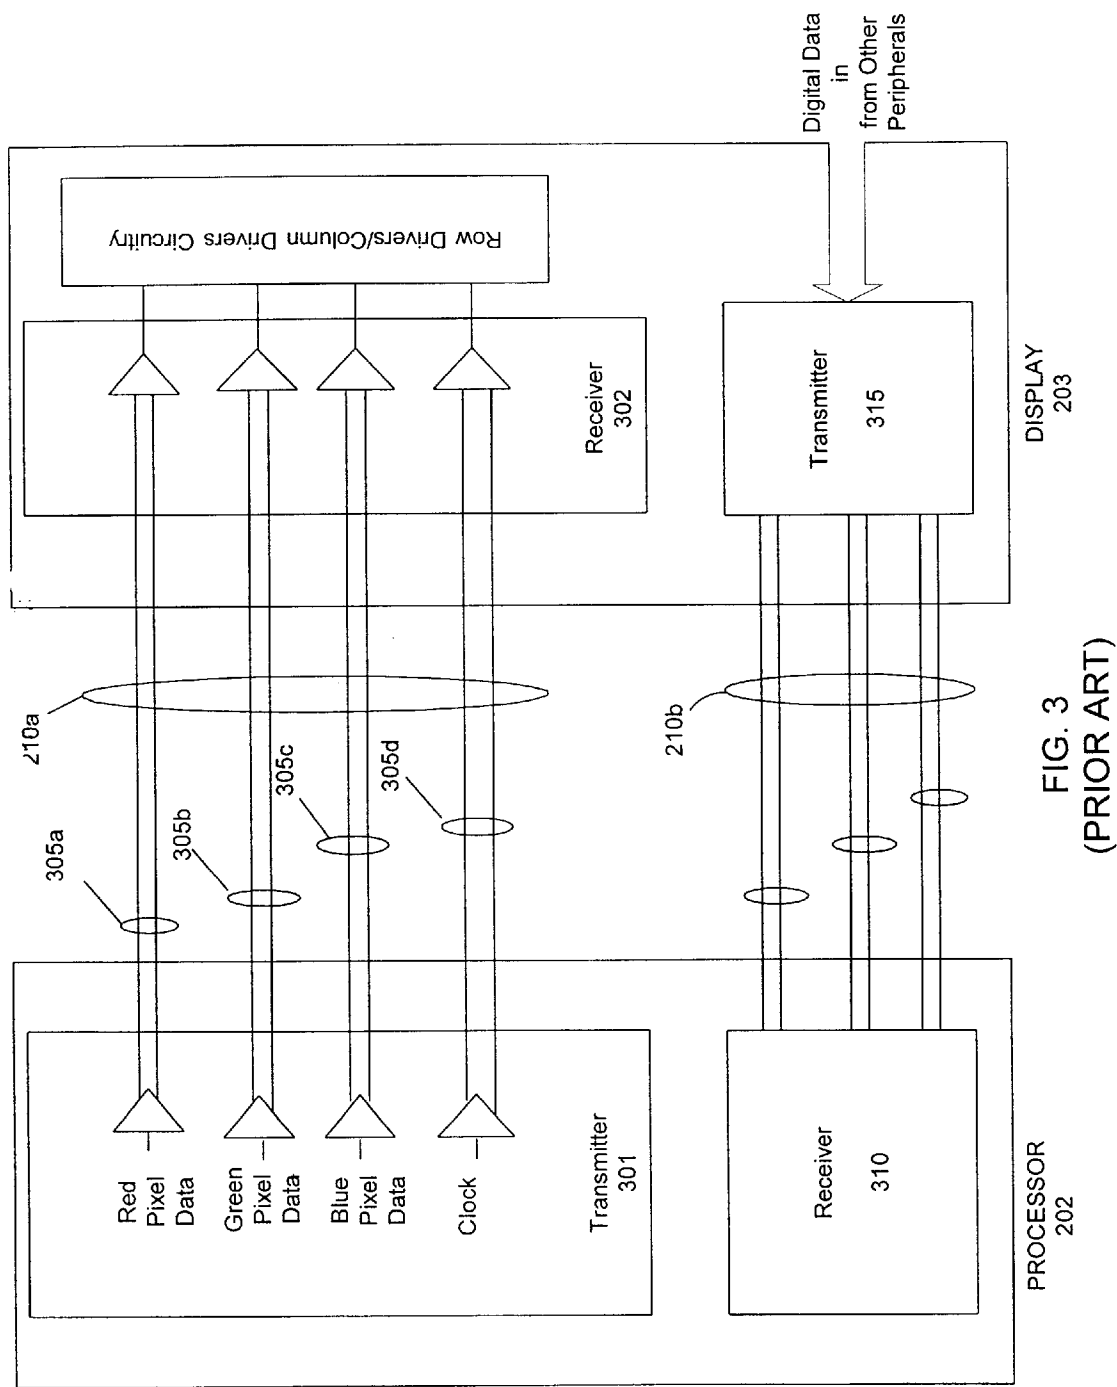 Red
Pixel
Data
Green
Pixel
Data
Blue
Pixel
Data
Clock
Transmitter
301
Receiver
310
PROCESSOR
202
305a
305b
305c
305d
210a
210b
Receiver
302
Row Drivers/Column Drivers Circuitry
Transmitter
315
DISPLAY
203
Digital Data
in
from Other
Peripherals
FIG. 3
(PRIOR ART)